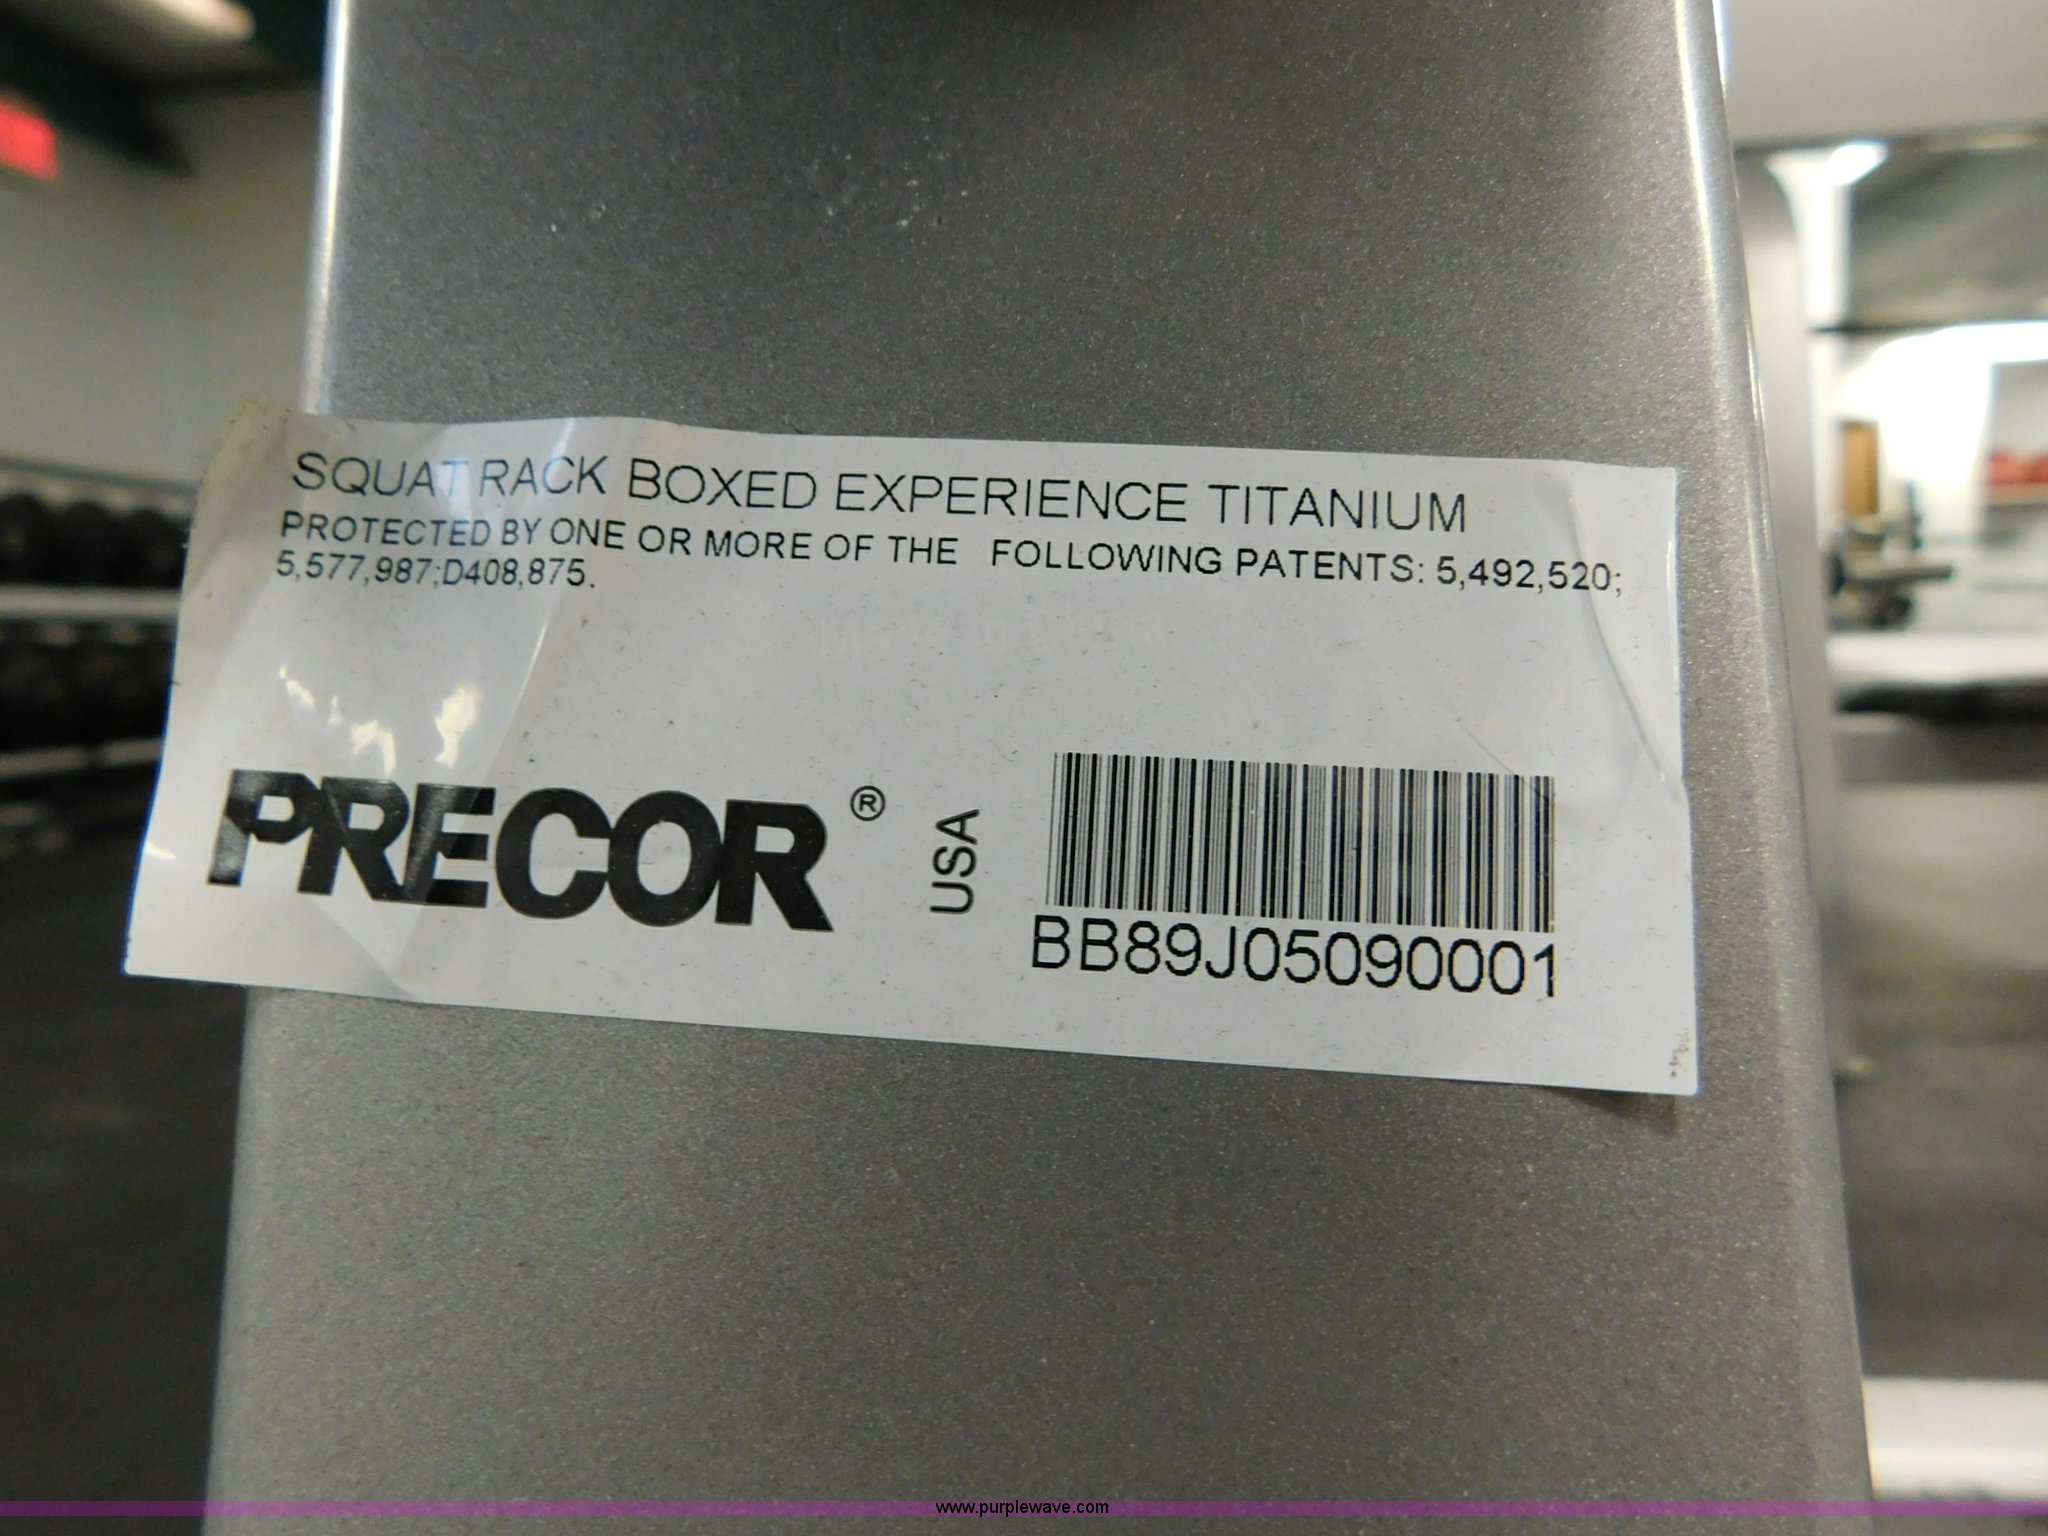 SQUAT RACK BOXED EXPERIENCE TITANIUM
PROTECTED BY ONE OR MORE OF THE FOLLOWING PATENTS: 5,492,520;
5,577,987;D408,875.
PRECOR®
USA
BB89J05090001
www.purplewave.com